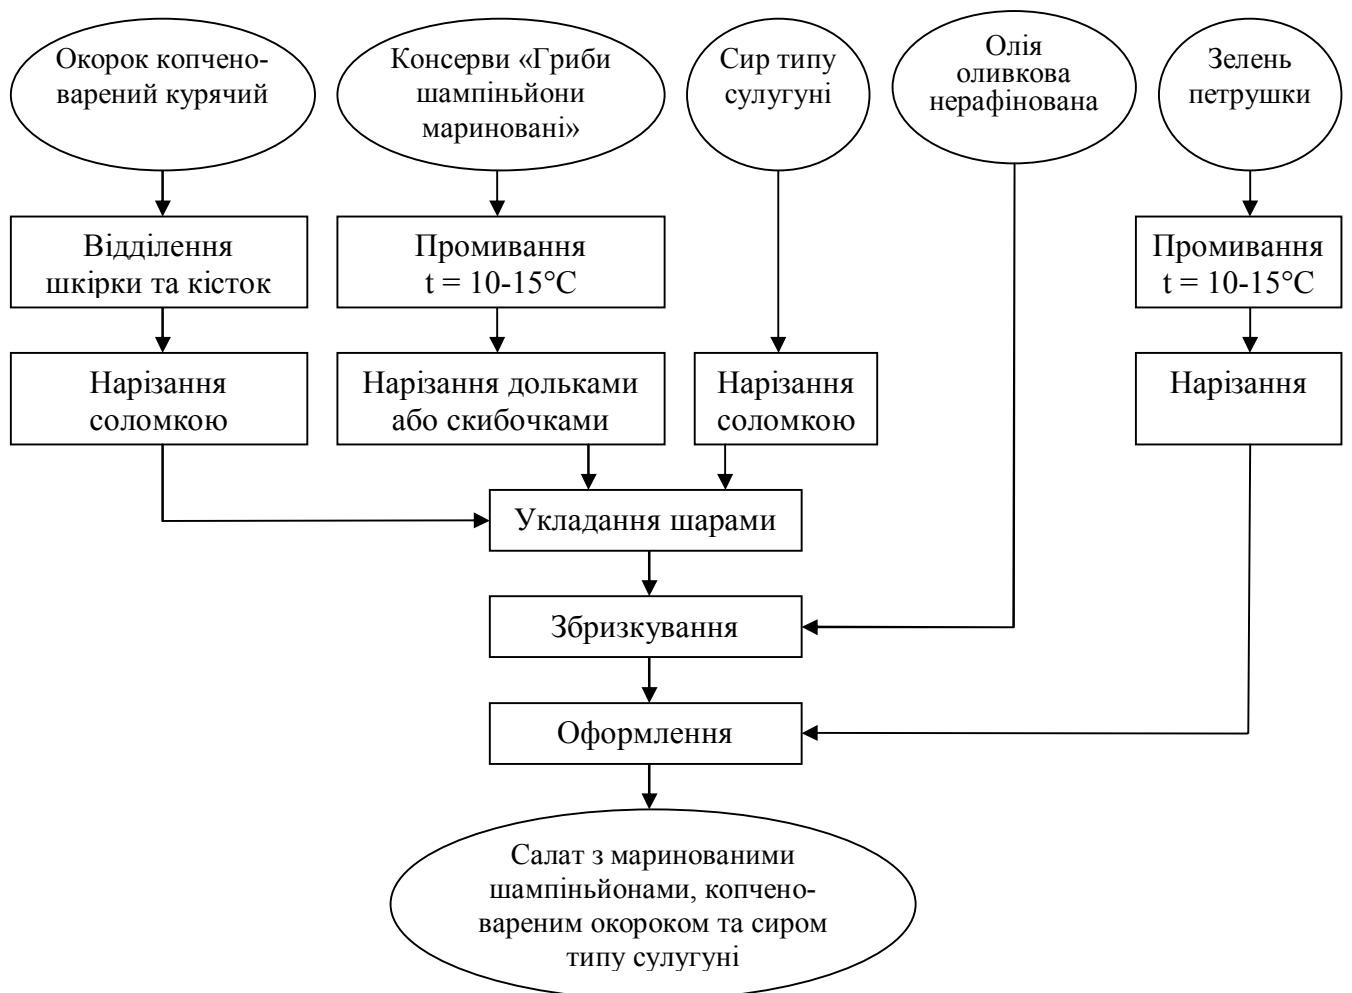 Окорок копчено-
варений курячий
Консерви «Гриби
шампіньйони
мариновані»
Сир типу
сулугуні
Олія
оливкова
нерафінована
Зелень
петрушки
Відділення
шкірки та кісток
Промивання
t = 10-15°С
Промивання
t = 10-15°С
Нарізання
соломкою
Нарізання дольками
або скибочками
Нарізання
соломкою
Нарізання
Укладання шарами
Збризкування
Оформлення
Салат з маринованими
шампіньйонами, копчено-
вареним окороком та сиром
типу сулугуні